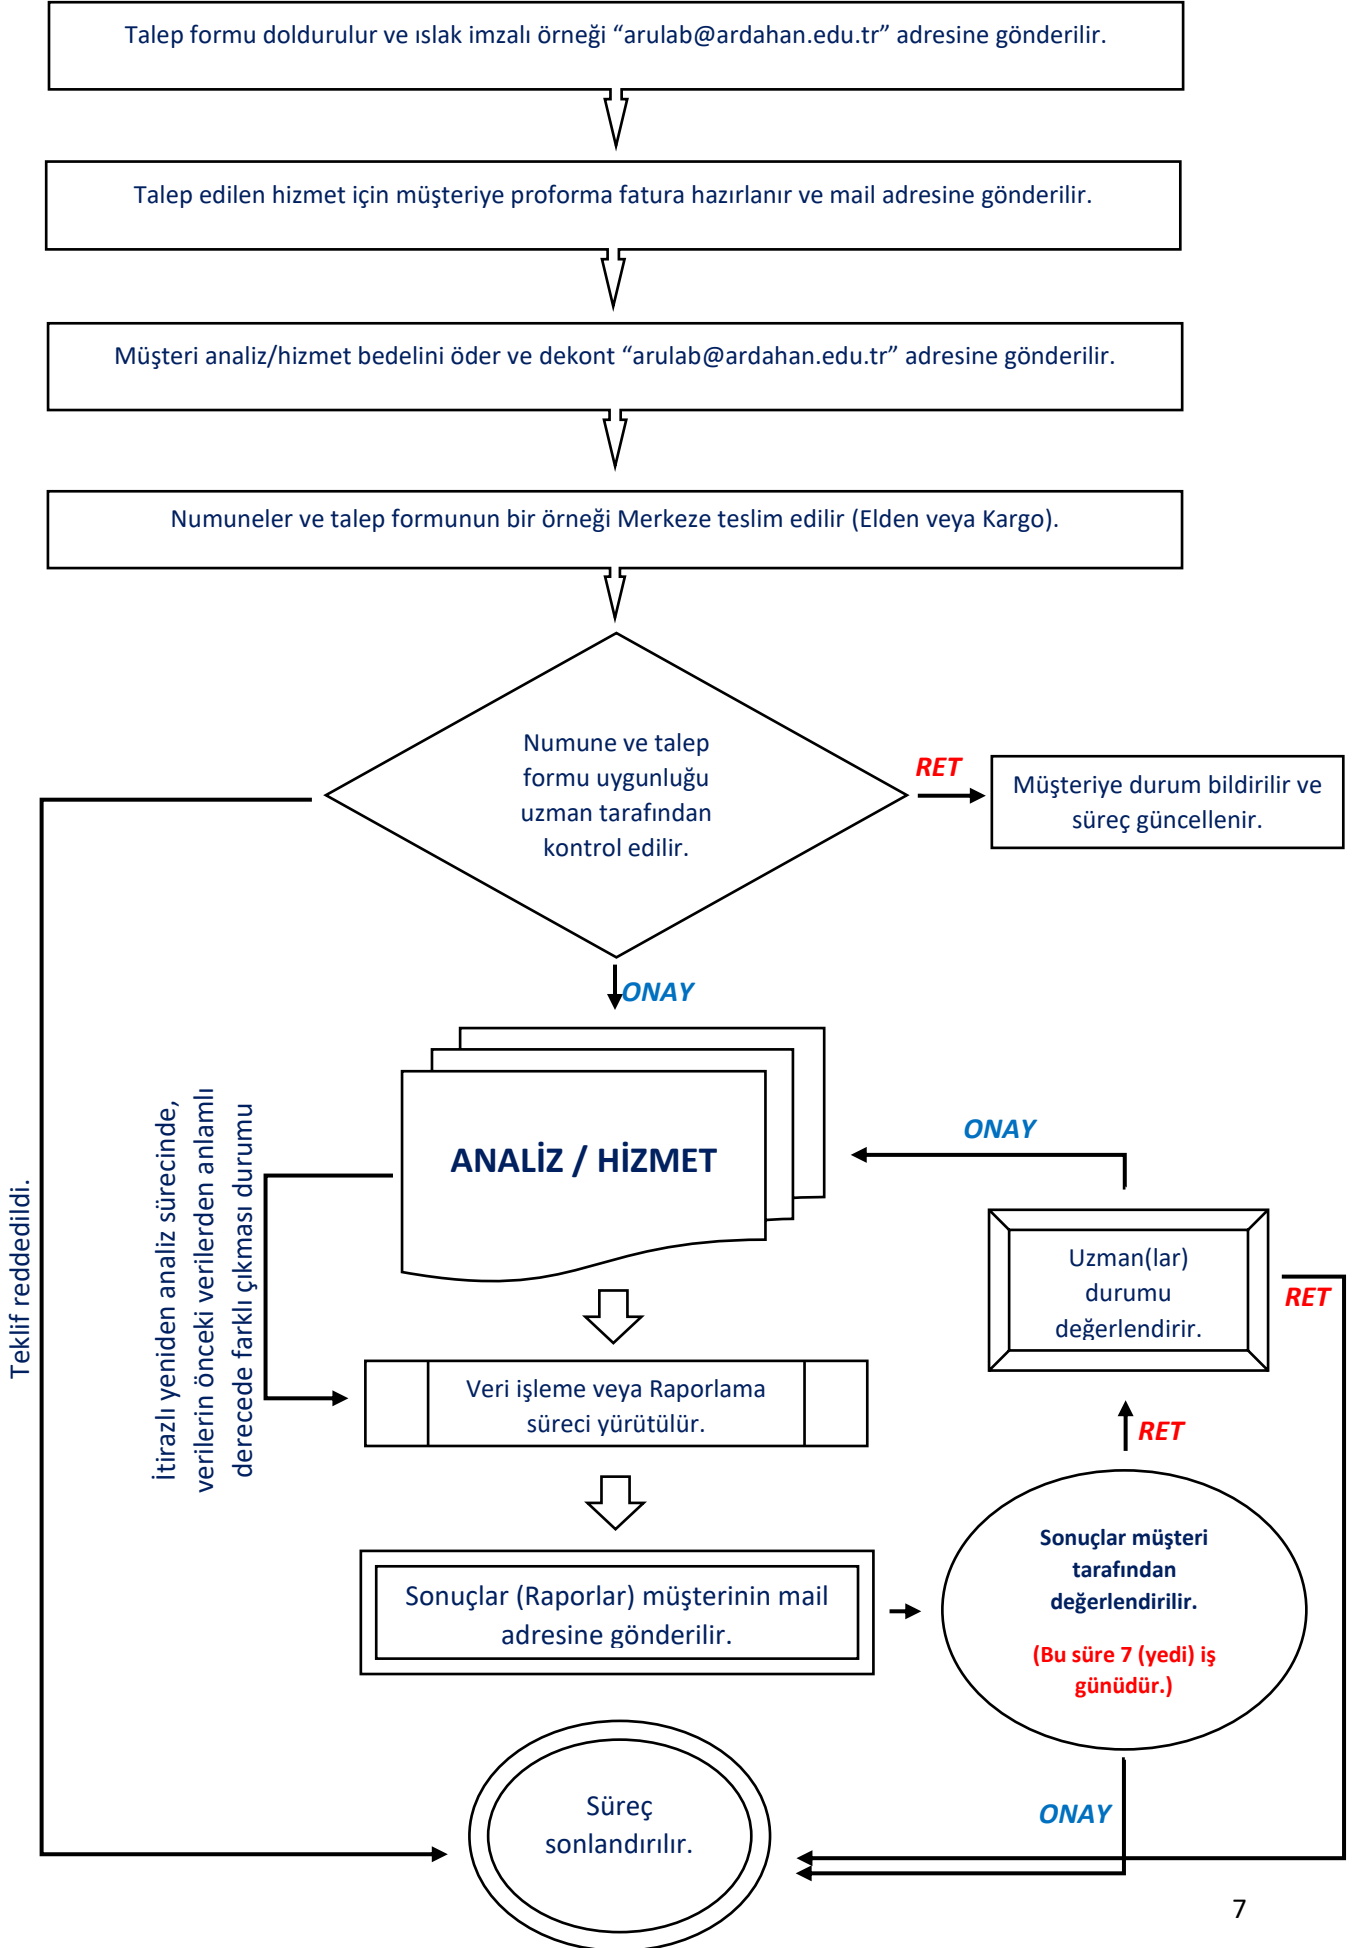 Talep formu doldurulur ve ıslak imzalı örneği “arulab@ardahan.edu.tr” adresine gönderilir.
Talep edilen hizmet için müşteriye proforma fatura hazırlanır ve mail adresine gönderilir.
Müşteri analiz/hizmet bedelini öder ve dekont “arulab@ardahan.edu.tr” adresine gönderilir.
Numuneler ve talep formunun bir örneği Merkeze teslim edilir (Elden veya Kargo).
Numune ve talep
formu uygunluğu
uzman tarafından
kontrol edilir.
RET
Müşteriye durum bildirilir ve
süreç güncellenir.
ONAY
Teklif reddedildi.
İtirazlı yeniden analiz sürecinde,
verilerin önceki verilerden anlamlı
derecede farklı çıkması durumu
ANALİZ / HİZMET
ONAY
Uzman(lar)
durumu
değerlendirir.
RET
Veri işleme veya Raporlama
süreci yürütülür.
RET
Sonuçlar (Raporlar) müşterinin mail
adresine gönderilir.
Sonuçlar müşteri
tarafından
değerlendirilir.
(Bu süre 7 (yedi) iş
günüdür.)
ONAY
Süreç
sonlandırılır.
7